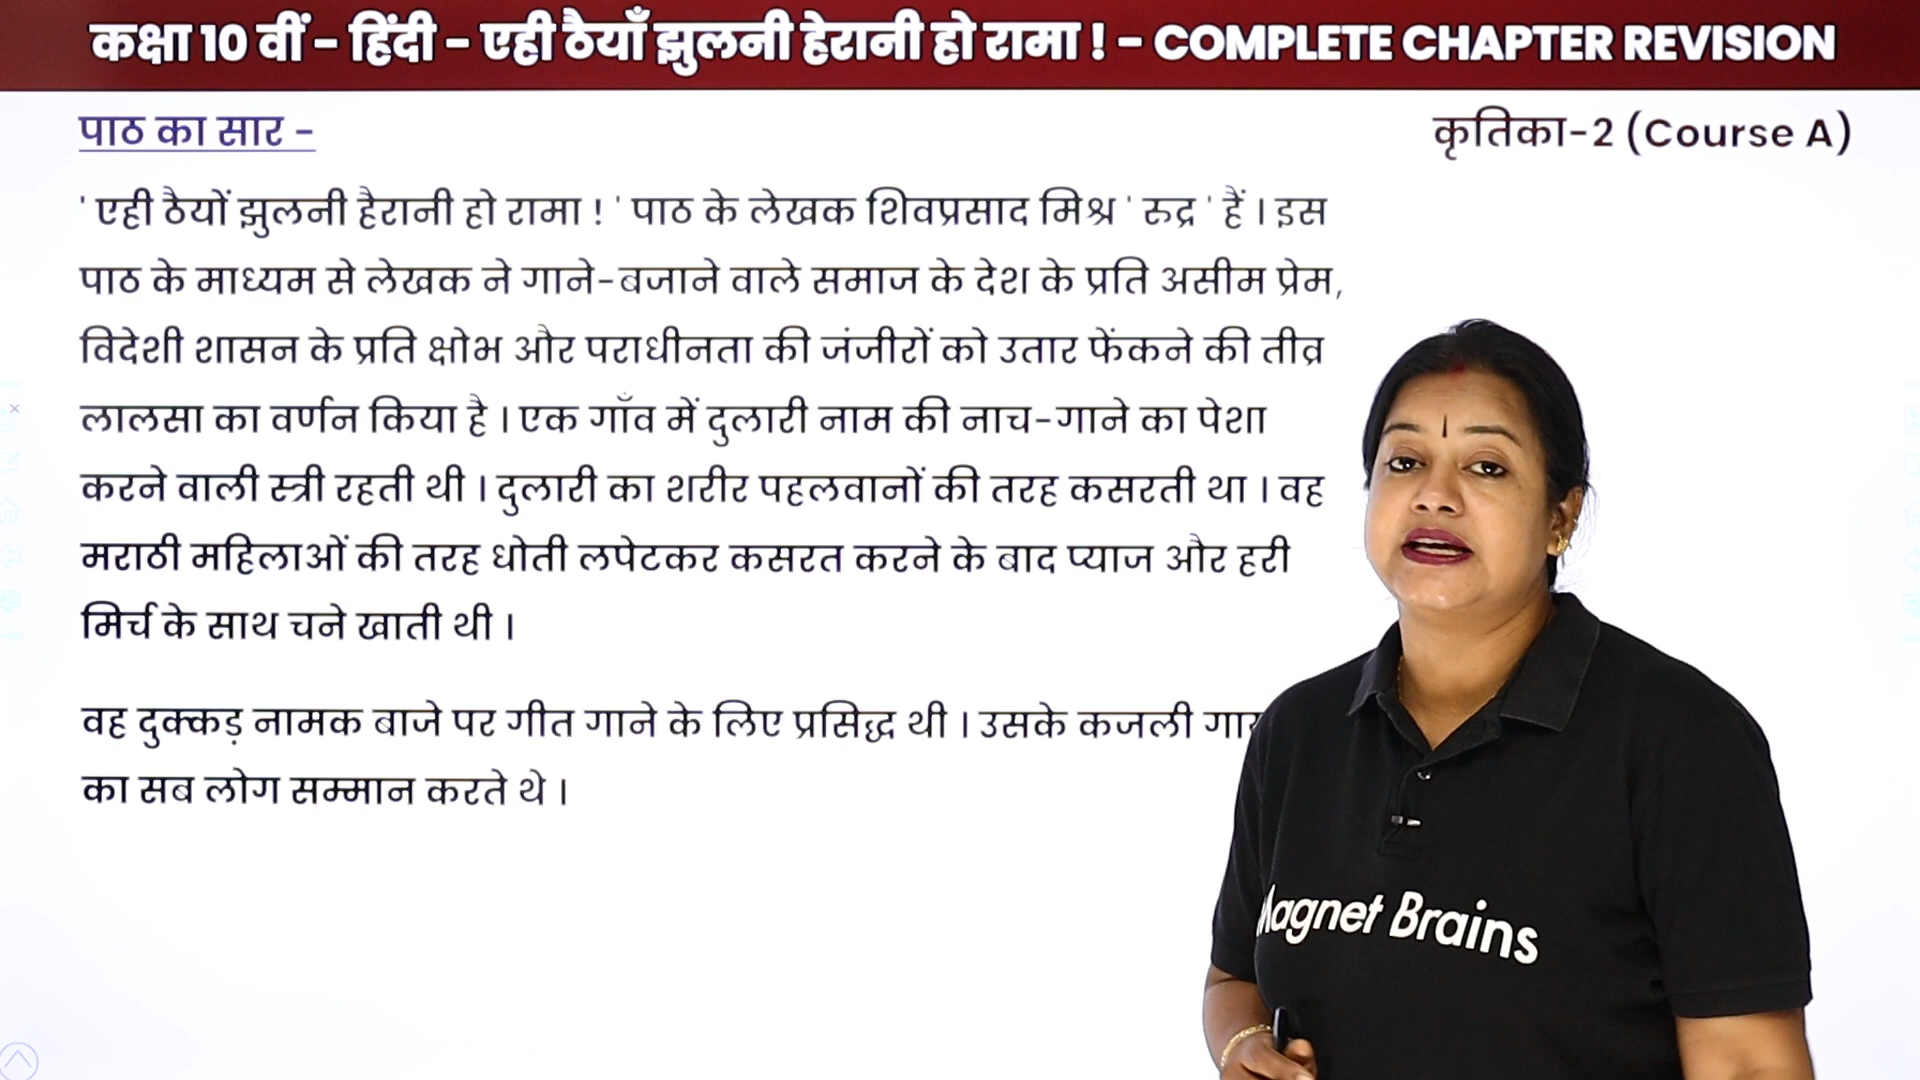 कक्षा 10 वीं – हिंदी – एही ठैयाँ झुलनी हेरानी हो रामा ! – COMPLETE CHAPTER REVISION
पाठ का सार –
कृतिका-2 (Course A)
' एही ठैयों झुलनी हैरानी हो रामा ! ' पाठ के लेखक शिवप्रसाद मिश्र ' रुद्र ' हैं । इस
पाठ के माध्यम से लेखक ने गाने-बजाने वाले समाज के देश के प्रति असीम प्रेम,
विदेशी शासन के प्रति क्षोभ और पराधीनता की जंजीरों को उतार फेंकने की तीव्र
लालसा का वर्णन किया है । एक गाँव में दुलारी नाम की नाच-गाने का पेशा
करने वाली स्त्री रहती थी । दुलारी का शरीर पहलवानों की तरह कसरती था । वह
मराठी महिलाओं की तरह धोती लपेटकर कसरत करने के बाद प्याज और हरी
मिर्च के साथ चने खाती थी ।
वह दुक्कड़ नामक बाजे पर गीत गाने के लिए प्रसिद्ध थी । उसके कजली
का सब लोग सम्मान करते थे ।
Magnet Brains